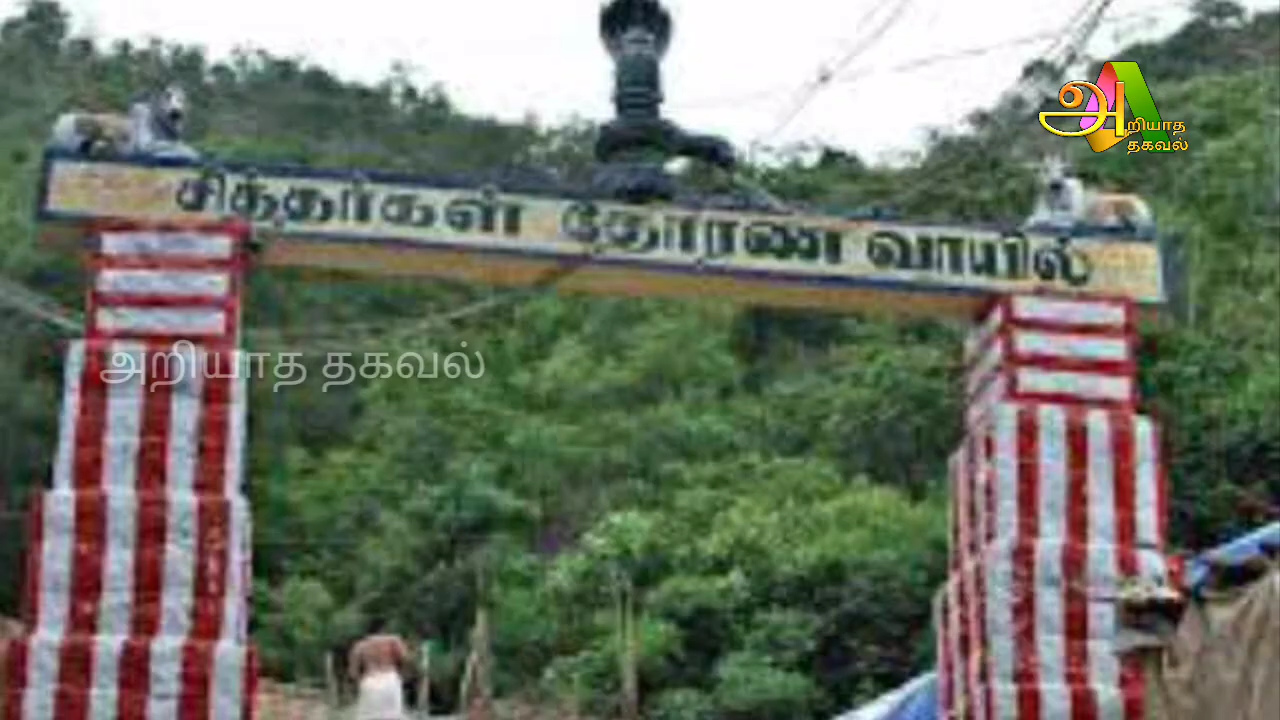 அறியாத
தகவல்
சித்தர்கள் தோரண வாயில்
அறியாத தகவல்